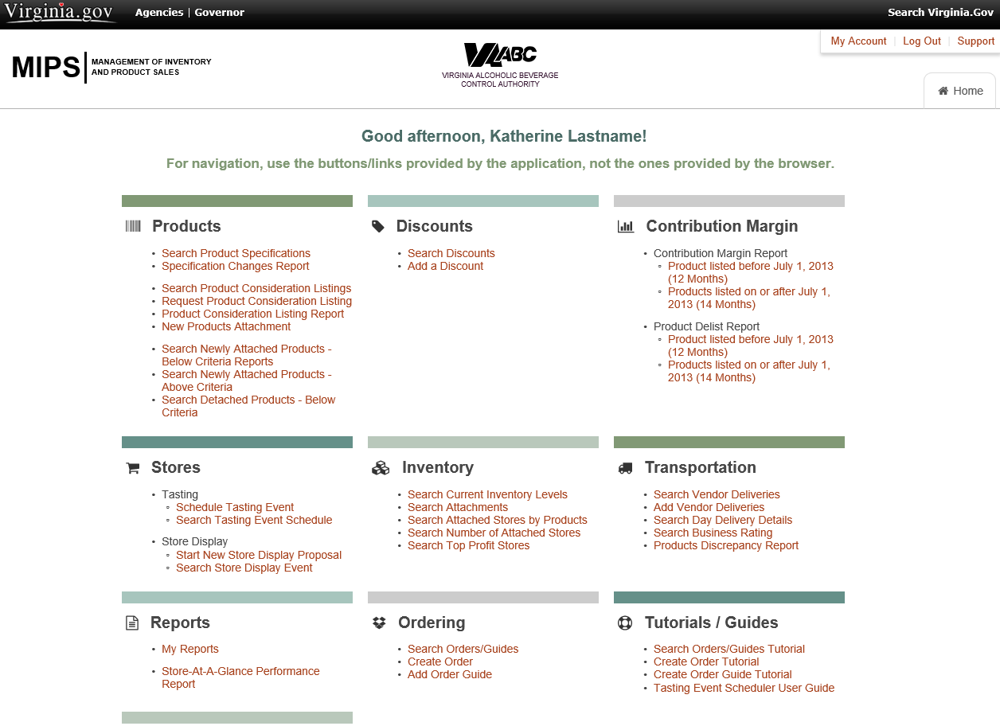 Virginia.gov
Agencies | Governor
Search Virginia.Gov
My Account
Log Out
Support
MIPS
MANAGEMENT OF INVENTORY
AND PRODUCT SALES
VA ABC
VIRGINIA ALCOHOLIC BEVERAGE
CONTROL AUTHORITY
Home
Good afternoon, Katherine Lastname!
For navigation, use the buttons/links provided by the application, not the ones provided by the browser.
Products
• Search Product Specifications
• Specification Changes Report
• Search Product Consideration Listings
• Request Product Consideration Listing
• Product Consideration Listing Report
• New Products Attachment
• Search Newly Attached Products -
Below Criteria Reports
• Search Newly Attached Products -
Above Criteria
• Search Detached Products - Below
Criteria
Discounts
• Search Discounts
• Add a Discount
Contribution Margin
• Contribution Margin Report
◦ Product listed before July 1, 2013
(12 Months)
◦ Products listed on or after July 1,
2013 (14 Months)
• Product Delist Report
◦ Product listed before July 1, 2013
(12 Months)
◦ Products listed on or after July 1,
2013 (14 Months)
Stores
• Tasting
◦ Schedule Tasting Event
◦ Search Tasting Event Schedule
• Store Display
◦ Start New Store Display Proposal
◦ Search Store Display Event
Inventory
• Search Current Inventory Levels
• Search Attachments
• Search Attached Stores by Products
• Search Number of Attached Stores
• Search Top Profit Stores
Transportation
• Search Vendor Deliveries
• Add Vendor Deliveries
• Search Day Delivery Details
• Search Business Rating
• Products Discrepancy Report
Reports
• My Reports
• Store-At-A-Glance Performance
Report
Ordering
• Search Orders/Guides
• Create Order
• Add Order Guide
Tutorials / Guides
• Search Orders/Guides Tutorial
• Create Order Tutorial
• Create Order Guide Tutorial
• Tasting Event Scheduler User Guide